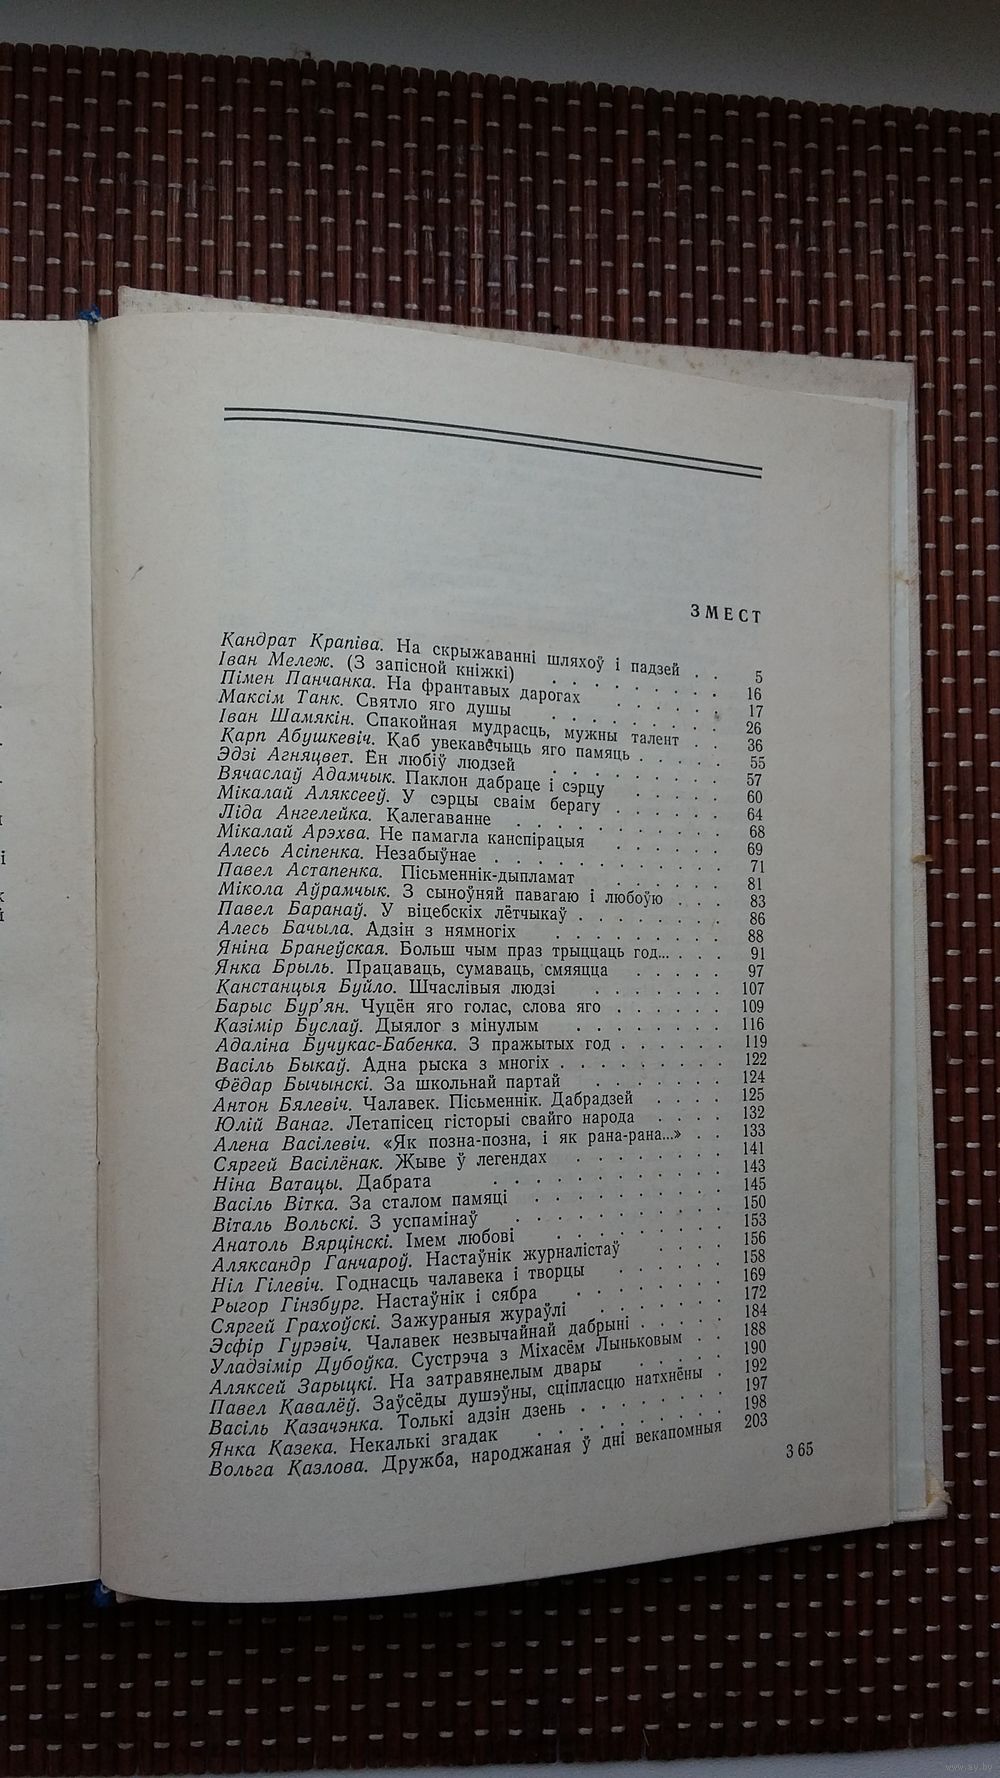 ЗМЕСТ
Кандрат Крапіва. На скрыжаванні шляхоў і падзей . . 5
Іван Мележ. (З запісной кніжкі) . . . . . . . . 16
Пімен Панчанка. На франтавых дарогах . . . . . . 17
Максім Танк. Святло яго душы . . . . . . . . 26
Іван Шамякін. Спакойная мудрасць, мужны талент . . 36
Карп Абушкевіч. Каб увекавечыць яго памяць . . . . . 55
Эдзі Агняцвет. Ён любіў людзей . . . . . . . . 57
Вячаслаў Адамчык. Паклон дабраце і сэрцу . . . . . 60
Мікалай Аляксееў. У сэрцы сваім берагу . . . . . . 64
Ліда Ангелейка. Калегаванне . . . . . . . . . . 68
Мікалай Арэхва. Не памагла канспірацыя . . . . . . 69
Алесь Асіпенка. Незабыўнае . . . . . . . . . . 71
Павел Астапенка. Пісьменнік-дыпламат . . . . . . 81
Мікола Аўрамчык. З сыноўняй павагаю і любоўю . . . 83
Павел Баранаў. У віцебскіх лётчыкаў . . . . . . . . 86
Алесь Бачыла. Адзін з нямногіх . . . . . . . . 88
Яніна Бранеўская. Больш чым праз трыццаць год... . . . 91
Янка Брыль. Працаваць, сумаваць, смяяцца . . . . . 97
Канстанцыя Буйло. Шчаслівыя людзі . . . . . . . 107
Барыс Бур'ян. Чуцён яго голас, слова яго . . . . . . 109
Казімір Буслаў. Дыялог з мінулым . . . . . . . . 116
Адаліна Бучукас-Бабенка. З пражытых год . . . . . . 119
Васіль Быкаў. Адна рыска з многіх . . . . . . . . . 122
Фёдар Бычынскі. За школьнай партай . . . . . . . 124
Антон Бялевіч. Чалавек. Пісьменнік. Дабрадзей . . . . 125
Юлій Ванаг. Летапісец гісторыі свайго народа . . . . 132
Алена Васілевіч. «Як позна-позна, і як рана-рана...» . . 133
Сяргей Васілёнак. Жыве ў легендах . . . . . . . . 141
Ніна Ватацы. Дабрата . . . . . . . . . . . 143
Васіль Вітка. За сталом памяці . . . . . . . . . 145
Віталь Вольскі. З успамінаў . . . . . . . . . . 150
Анатоль Вярцінскі. Імем любові . . . . . . . . . 153
Аляксандр Ганчароў. Настаўнік журналістаў . . . . 156
Ніл Гілевіч. Годнасць чалавека і творцы . . . . . . 158
Рыгор Гінзбург. Настаўнік і сябра . . . . . . . . 169
Сяргей Грахоўскі. Зажураныя жураўлі . . . . . . . 172
Эсфір Гурэвіч. Чалавек незвычайнай дабрыні . . . . . 184
Уладзімір Дубоўка. Сустрэча з Міхасём Лыньковым . . 188
Аляксей Зарыцкі. На затравянелым двары . . . . . 190
Павел Кавалёў. Заўсёды душэўны, сціпласцю натхнёны . 192
Васіль Казачэнка. Толькі адзін дзень . . . . . . . . 197
Янка Казека. Некалькі згадак . . . . . . . . . . 198
Вольга Казлова. Дружба, народжаная ў дні векапомныя 203
365
www.ay.by